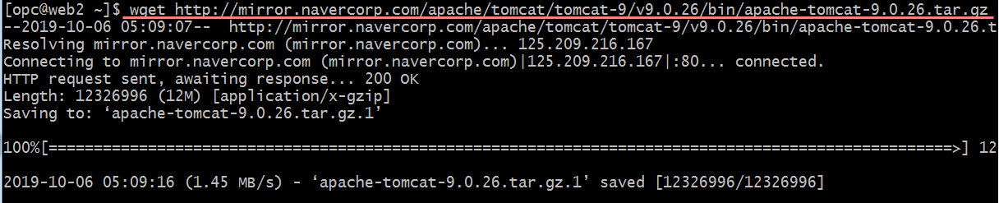 [opc@web2 ~]$ wget http://mirror.navercorp.com/apache/tomcat/tomcat-9/v9.0.26/bin/apache-tomcat-9.0.26.tar.gz
--2019-10-06 05:09:07--  http://mirror.navercorp.com/apache/tomcat/tomcat-9/v9.0.26/bin/apache-tomcat-9.0.26.t
Resolving mirror.navercorp.com (mirror.navercorp.com)... 125.209.216.167
Connecting to mirror.navercorp.com (mirror.navercorp.com)|125.209.216.167|:80... connected.
HTTP request sent, awaiting response... 200 OK
Length: 12326996 (12M) [application/x-gzip]
Saving to: ‘apache-tomcat-9.0.26.tar.gz.1’
100%[==============================================================================================>] 12
2019-10-06 05:09:16 (1.45 MB/s) - ‘apache-tomcat-9.0.26.tar.gz.1’ saved [12326996/12326996]